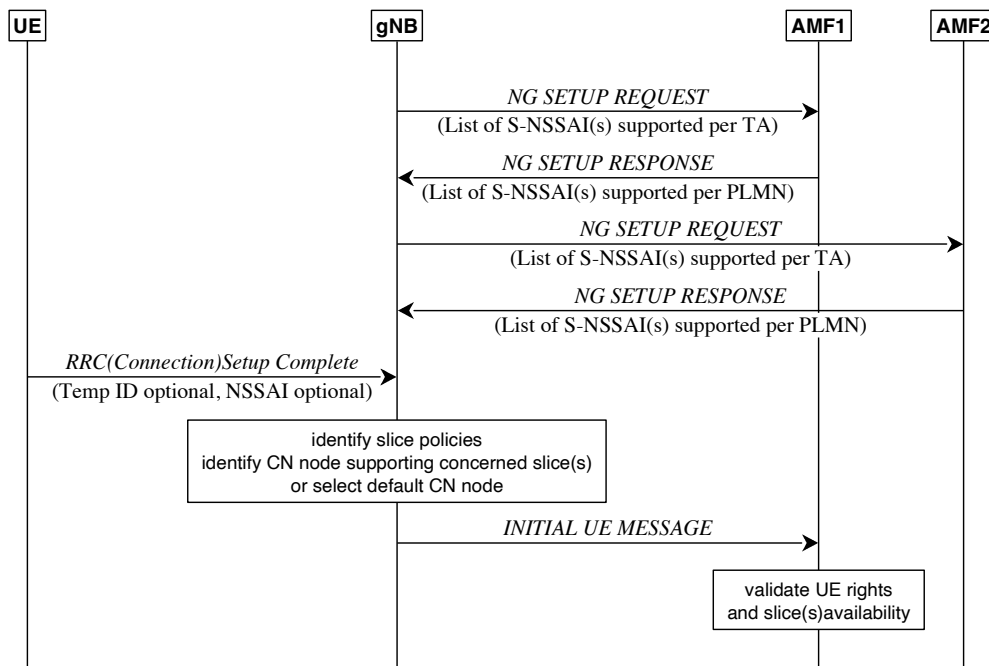 UE
gNB
AMF1
AMF2
NG SETUP REQUEST
(List of S-NSSAI(s) supported per TA)
NG SETUP RESPONSE
(List of S-NSSAI(s) supported per PLMN)
NG SETUP REQUEST
(List of S-NSSAI(s) supported per TA)
NG SETUP RESPONSE
(List of S-NSSAI(s) supported per PLMN)
RRC(Connection)Setup Complete
(Temp ID optional, NSSAI optional)
identify slice policies
identify CN node supporting concerned slice(s)
or select default CN node
INITIAL UE MESSAGE
validate UE rights
and slice(s)availability